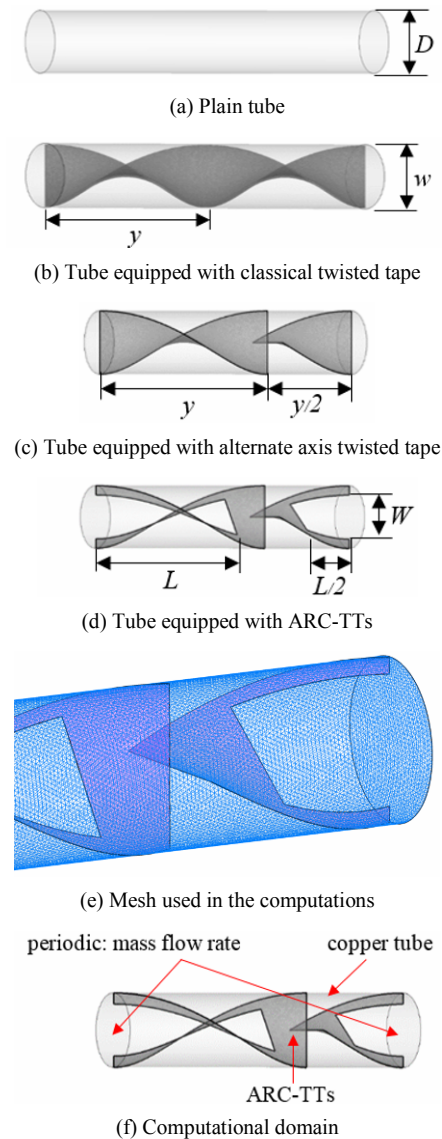 D
(a) Plain tube
w
y
(b) Tube equipped with classical twisted tape
y
y/2
(c) Tube equipped with alternate axis twisted tape
W
L
L/2
(d) Tube equipped with ARC-TTs
(e) Mesh used in the computations
periodic: mass flow rate
copper tube
ARC-TTs
(f) Computational domain